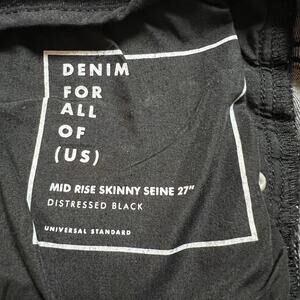 DENIM
FOR
ALL
OF
(US)
MID RISE SKINNY SEINE 27"
DISTRESSED BLACK
UNIVERSAL STANDARD